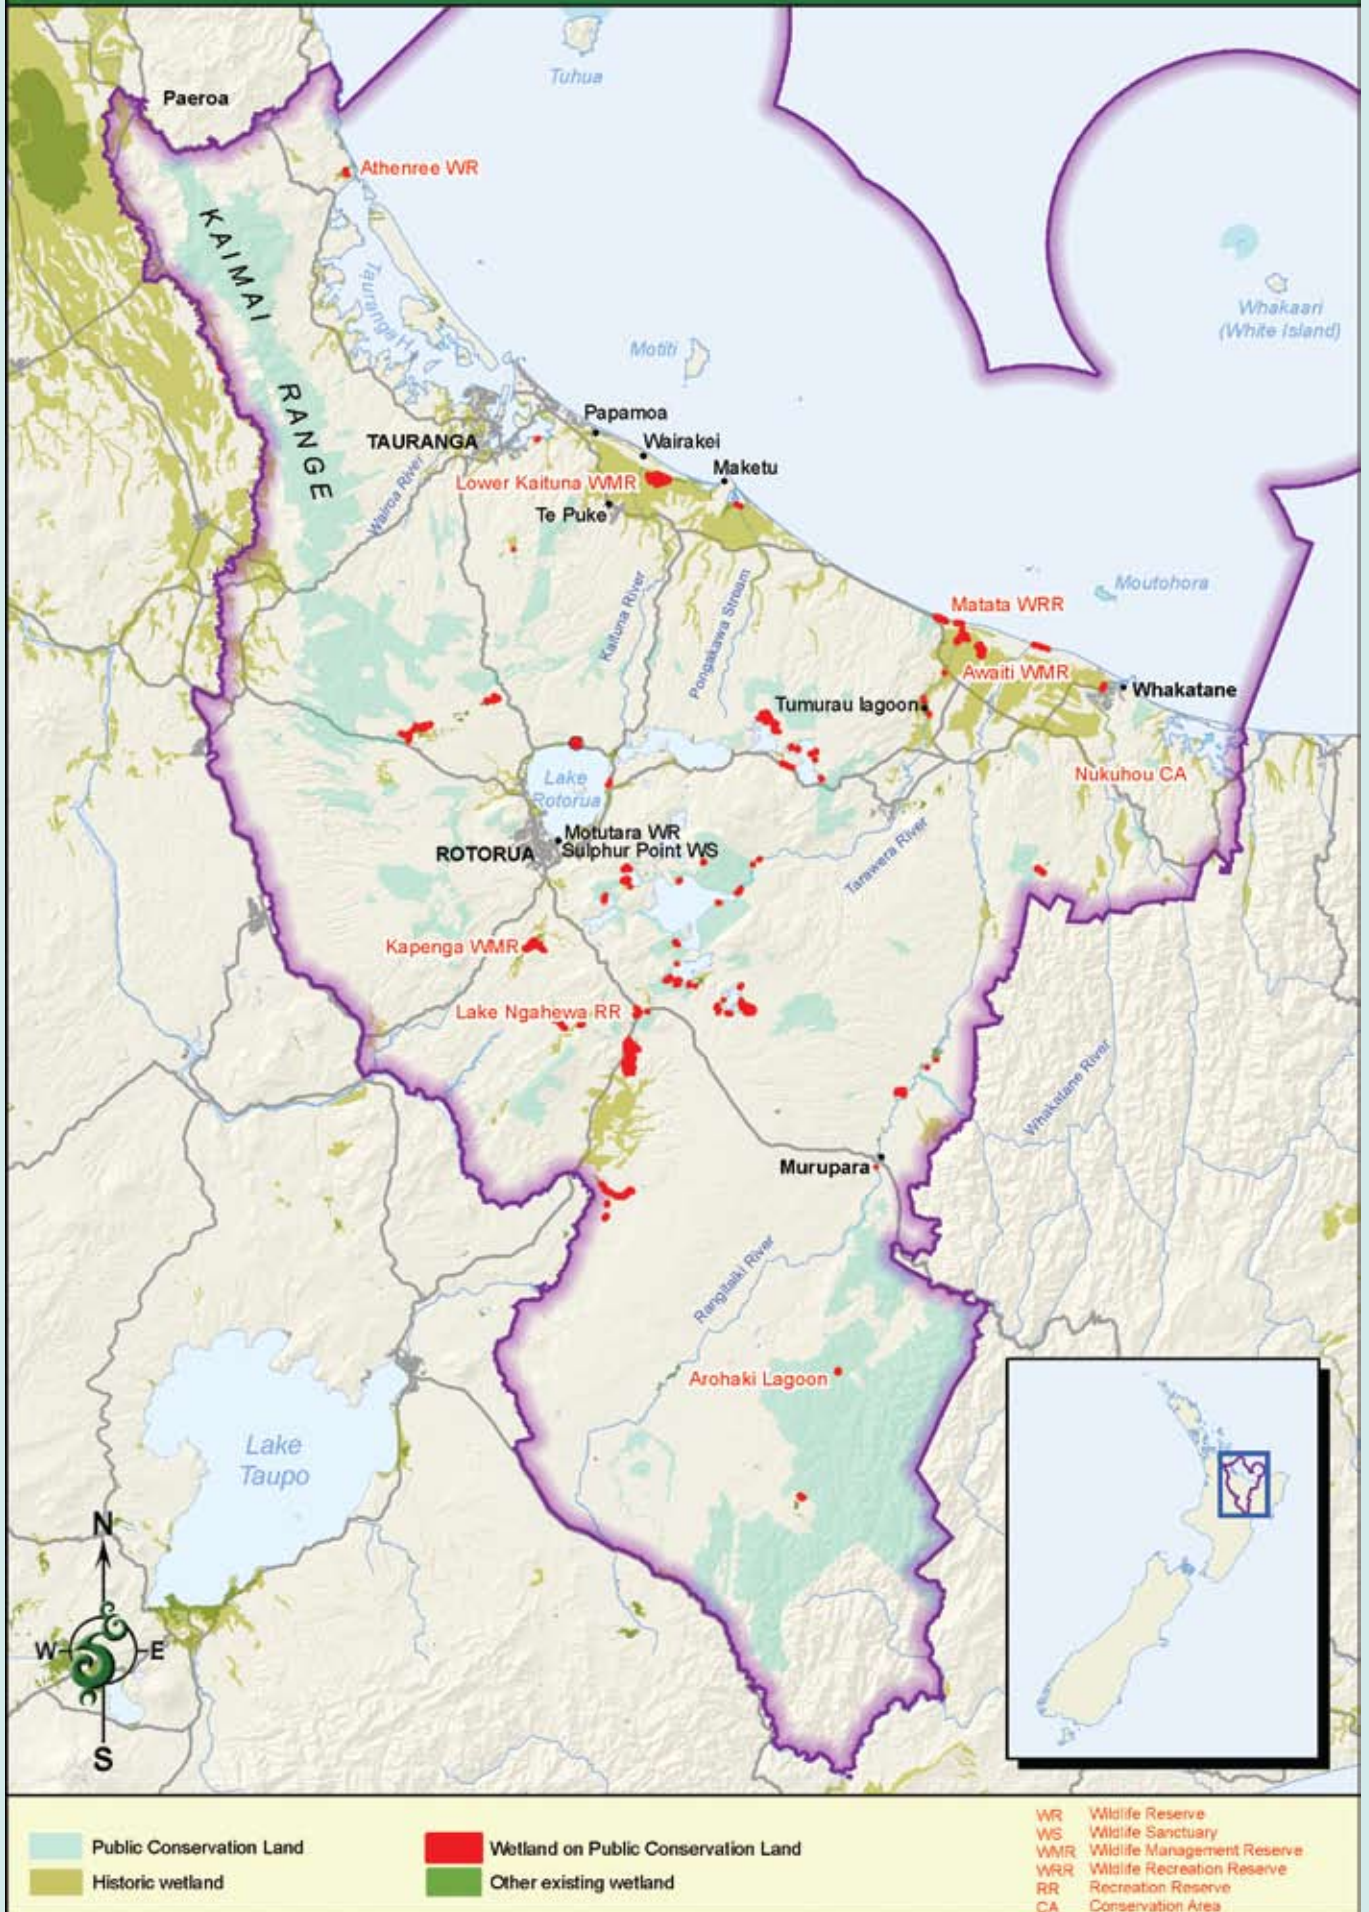 Tuhua
Paeroa
Athenree WR
KAIMAI
RANGE
Tauranga H
Whakaari
(White Island)
Motiti
Papamoa
TAURANGA
Wairakei
Maketu
Lower Kaituna WMR
Te Puke
Wairoa River
Kaituna River
Pongakawa Stream
Moutohora
Matata WRR
Awaiti WMR
Whakatane
Tumurau lagoon
Nukuhou CA
Lake
Rotorua
Motutara WR
ROTORUA
Sulphur Point WS
Tarawera River
Kapenga WMR
Lake Ngahewa RR
Whakatane River
Murupara
Rangitaiki River
Arohaki Lagoon
Lake
Taupo
N
W
E
S
Public Conservation Land
Historic wetland
Wetland on Public Conservation Land
Other existing wetland
WR Wildlife Reserve
WS Wildlife Sanctuary
WMR Wildlife Management Reserve
WRR Wildlife Recreation Reserve
RR Recreation Reserve
CA Conservation Area